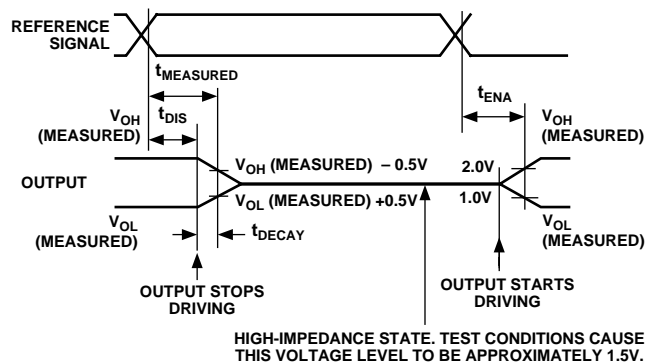 REFERENCE
SIGNAL
tMEASURED
tDIS
tENA
VOH
(MEASURED)
VOH
(MEASURED)
VOH (MEASURED) – 0.5V
2.0V
OUTPUT
VOL (MEASURED) +0.5V
1.0V
VOL
(MEASURED)
VOL
(MEASURED)
tDECAY
OUTPUT STOPS
DRIVING
OUTPUT STARTS
DRIVING
HIGH-IMPEDANCE STATE. TEST CONDITIONS CAUSE
THIS VOLTAGE LEVEL TO BE APPROXIMATELY 1.5V.